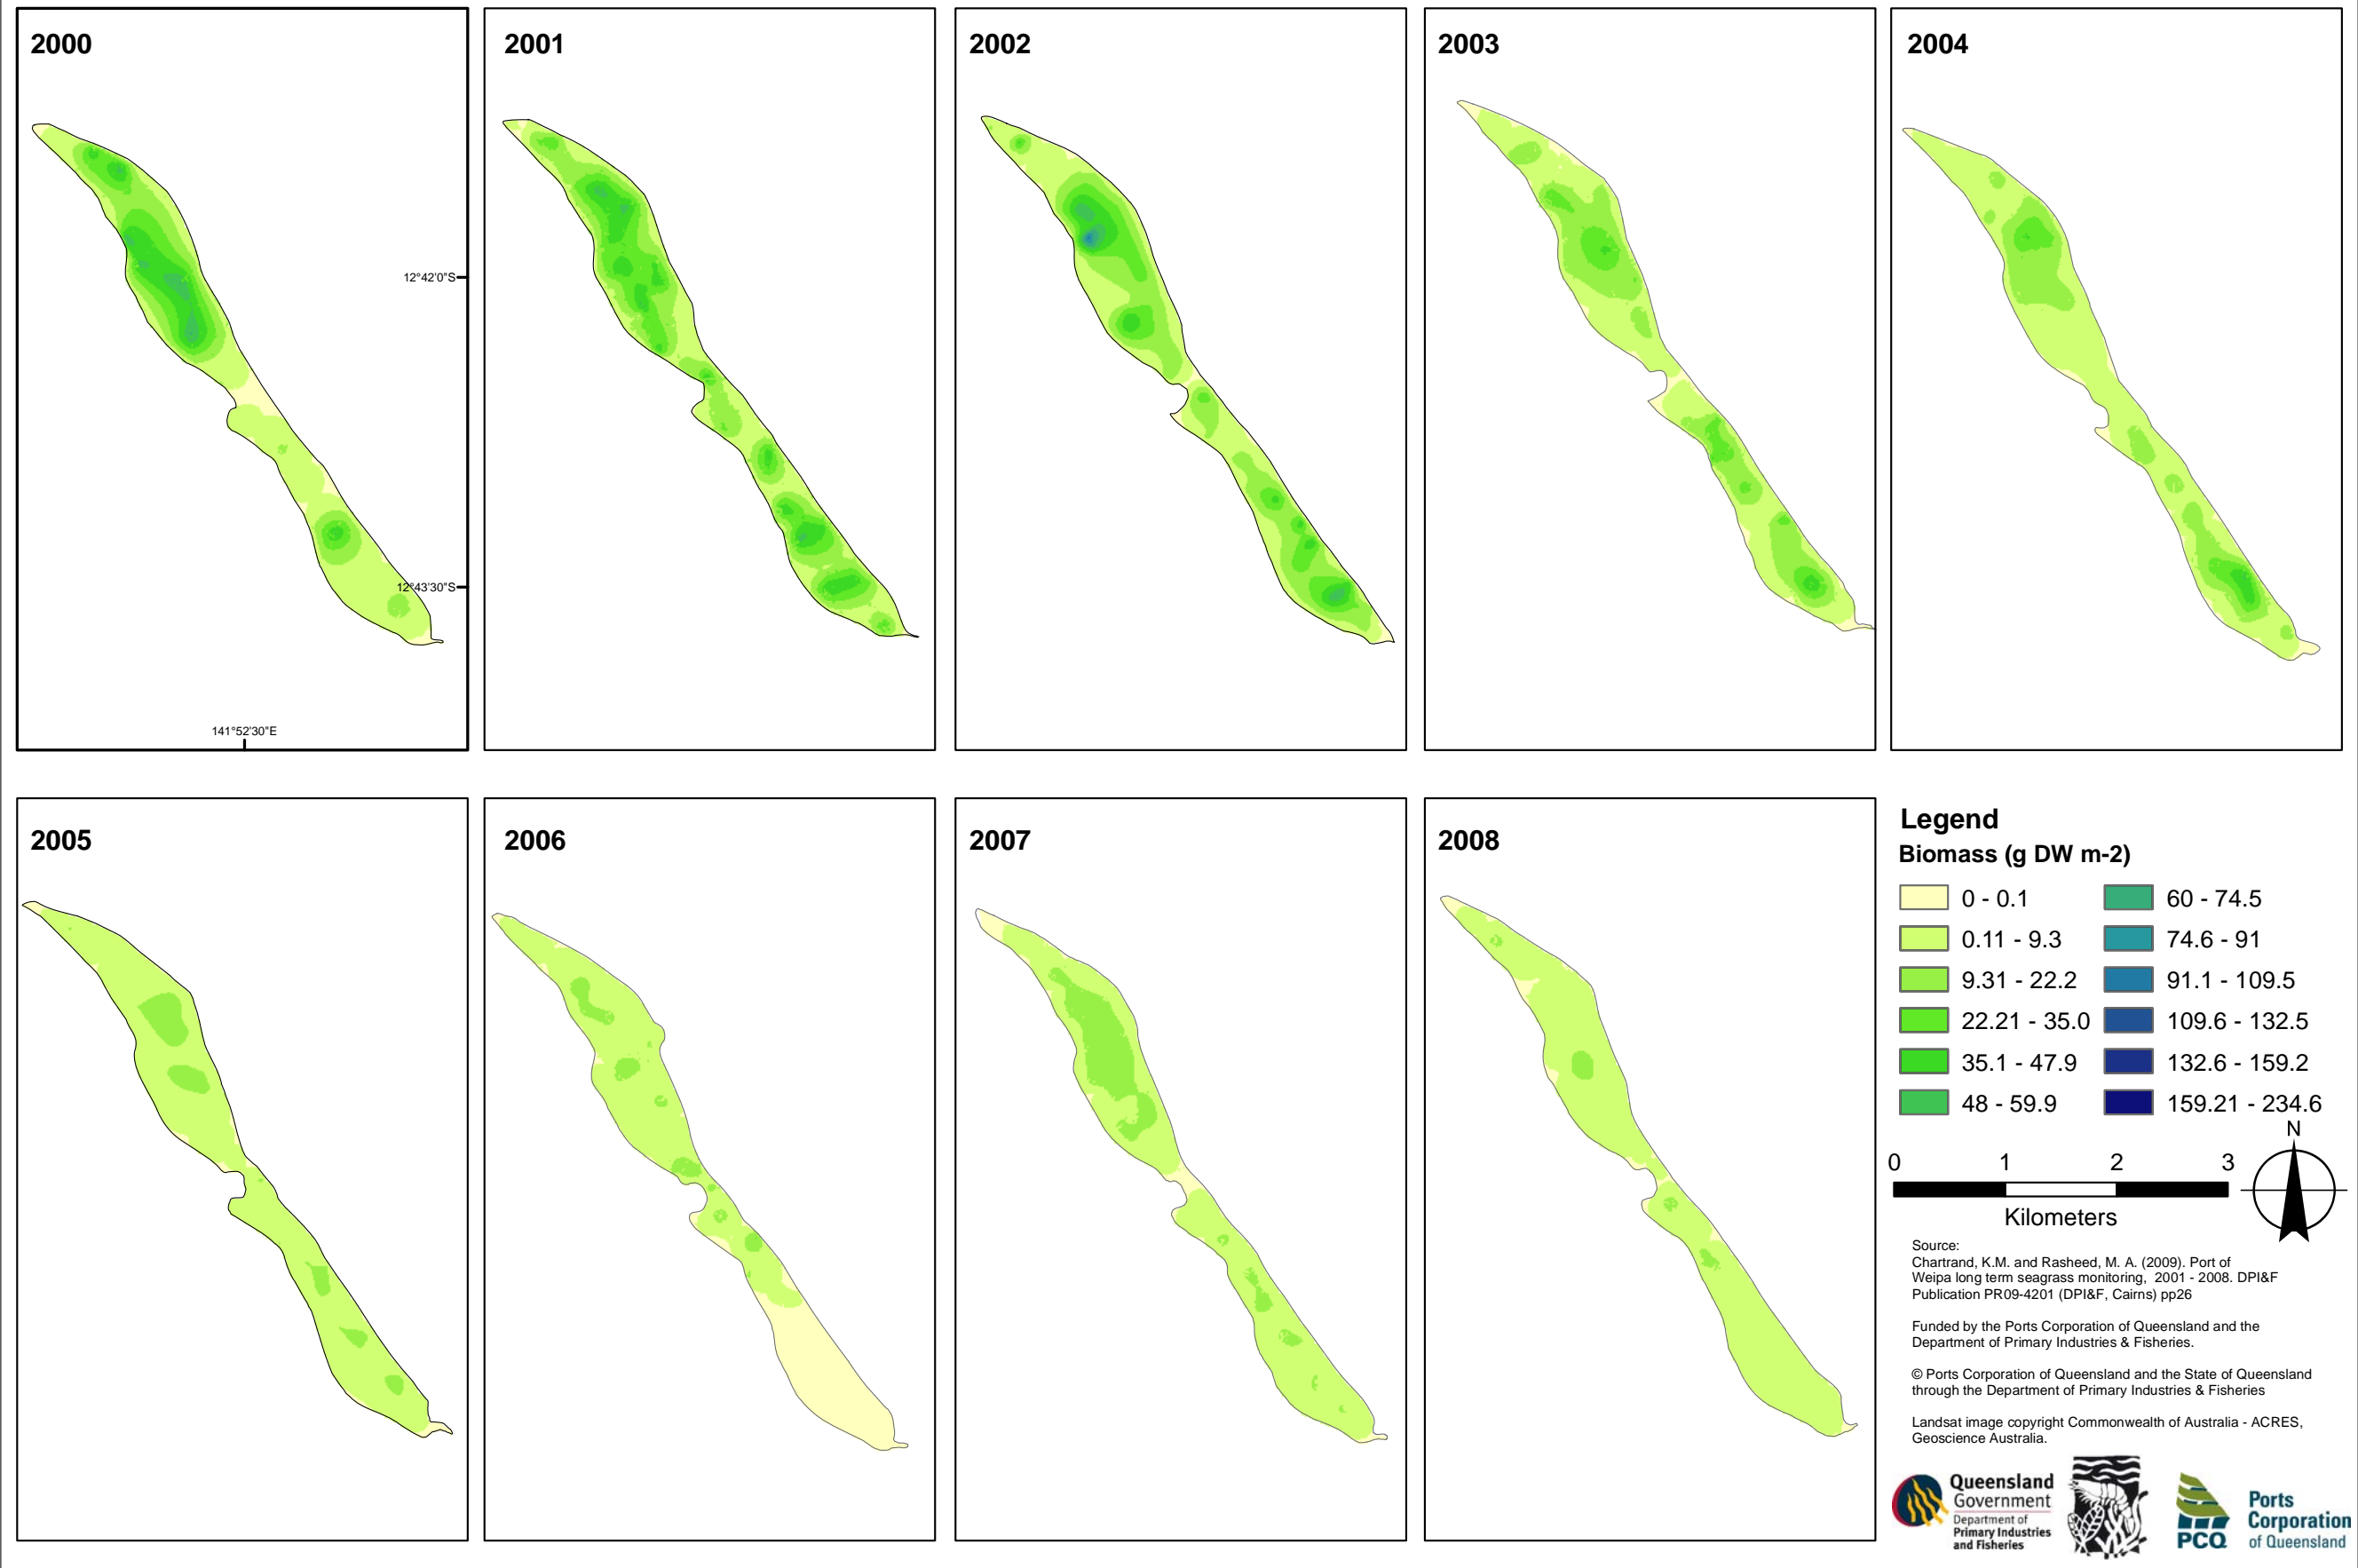 2000
2001
2002
2003
2004
12°42'0"S
12°43'30"S
141°52'30"E
2005
2006
2007
2008
Legend
Biomass (g DW m-2)
0 - 0.1
0.11 - 9.3
9.31 - 22.2
22.21 - 35.0
35.1 - 47.9
48 - 59.9
60 - 74.5
74.6 - 91
91.1 - 109.5
109.6 - 132.5
132.6 - 159.2
159.21 - 234.6
N
0 1 2 3
Kilometers
Source:
Chartrand, K.M. and Rasheed, M. A. (2009). Port of
Weipa long term seagrass monitoring, 2001 - 2008. DPI&F
Publication PR09-4201 (DPI&F, Cairns) pp26
Funded by the Ports Corporation of Queensland and the
Department of Primary Industries & Fisheries.
© Ports Corporation of Queensland and the State of Queensland
through the Department of Primary Industries & Fisheries
Landsat image copyright Commonwealth of Australia - ACRES,
Geoscience Australia.
Queensland
Government
Department of
Primary Industries
and Fisheries
PCQ
Ports
Corporation
of Queensland